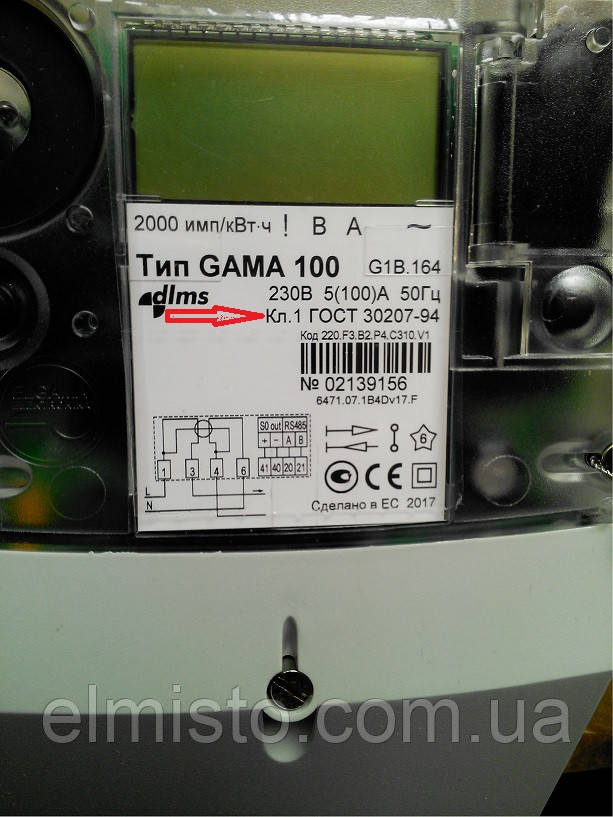 2000 имп/кВт·ч ! В А ~
Тип GAMA 100 G1B.164
dlms 230В 5(100)А 50Гц
Кл.1 ГОСТ 30207-94
Код 220.F3.B2.P4.C310.V1
№ 02139156
6471.07.1B4Dv17.F
S0 out RS485
+ − A B
41 40 20 21
1 3 4 6
L
N
6
CE
Сделано в ЕС 2017
elmisto.com.ua